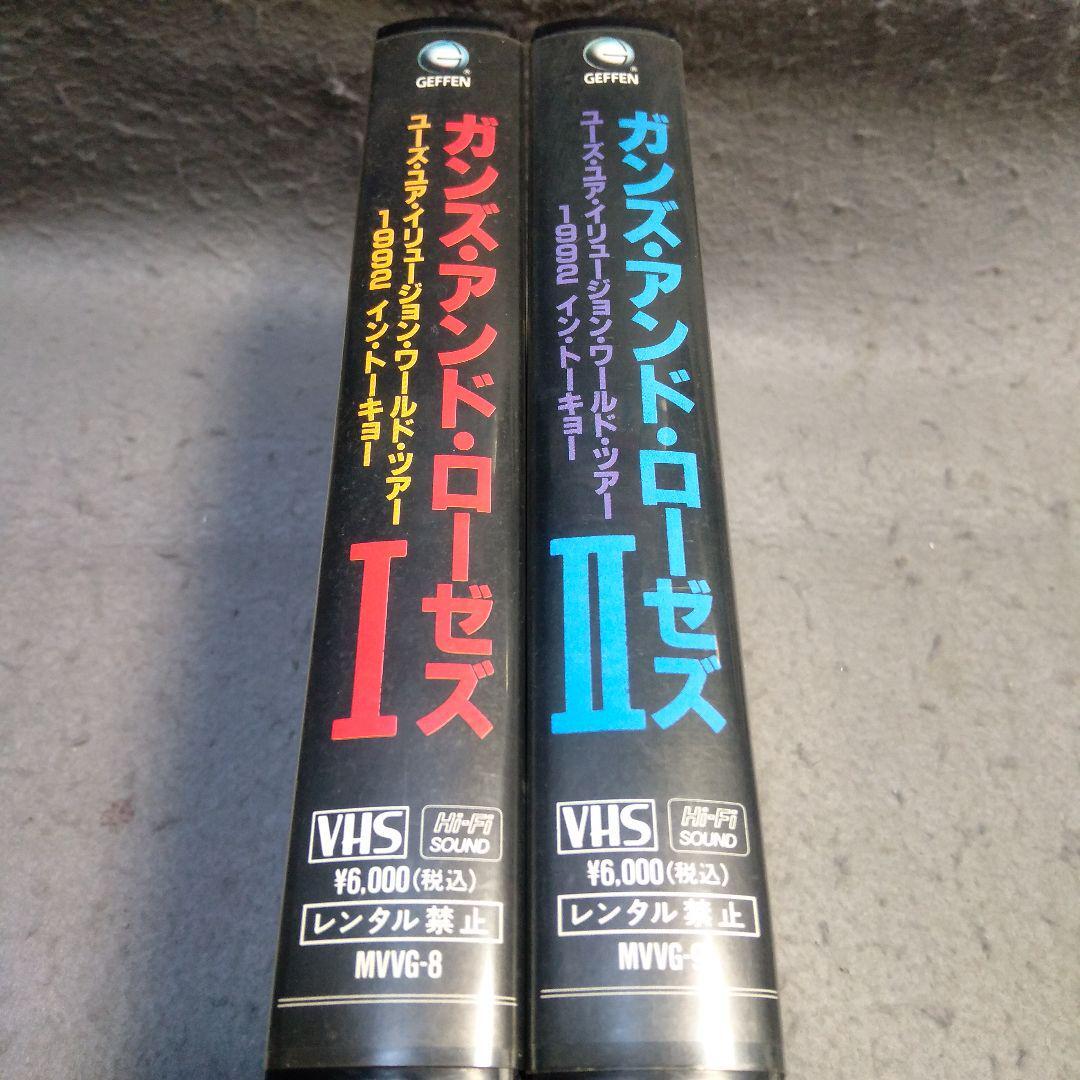 GEFFEN
ガンズ・アンド・ローゼズ
ユーズ・ユア・イリュージョン・ワールド・ツアー
1992 イン・トーキョー
I
VHS
Hi-Fi
SOUND
¥6,000(税込)
レンタル禁止
MVVG-8
GEFFEN
ガンズ・アンド・ローゼズ
ユーズ・ユア・イリュージョン・ワールド・ツアー
1992 イン・トーキョー
II
VHS
Hi-Fi
SOUND
¥6,000(税込)
レンタル禁止